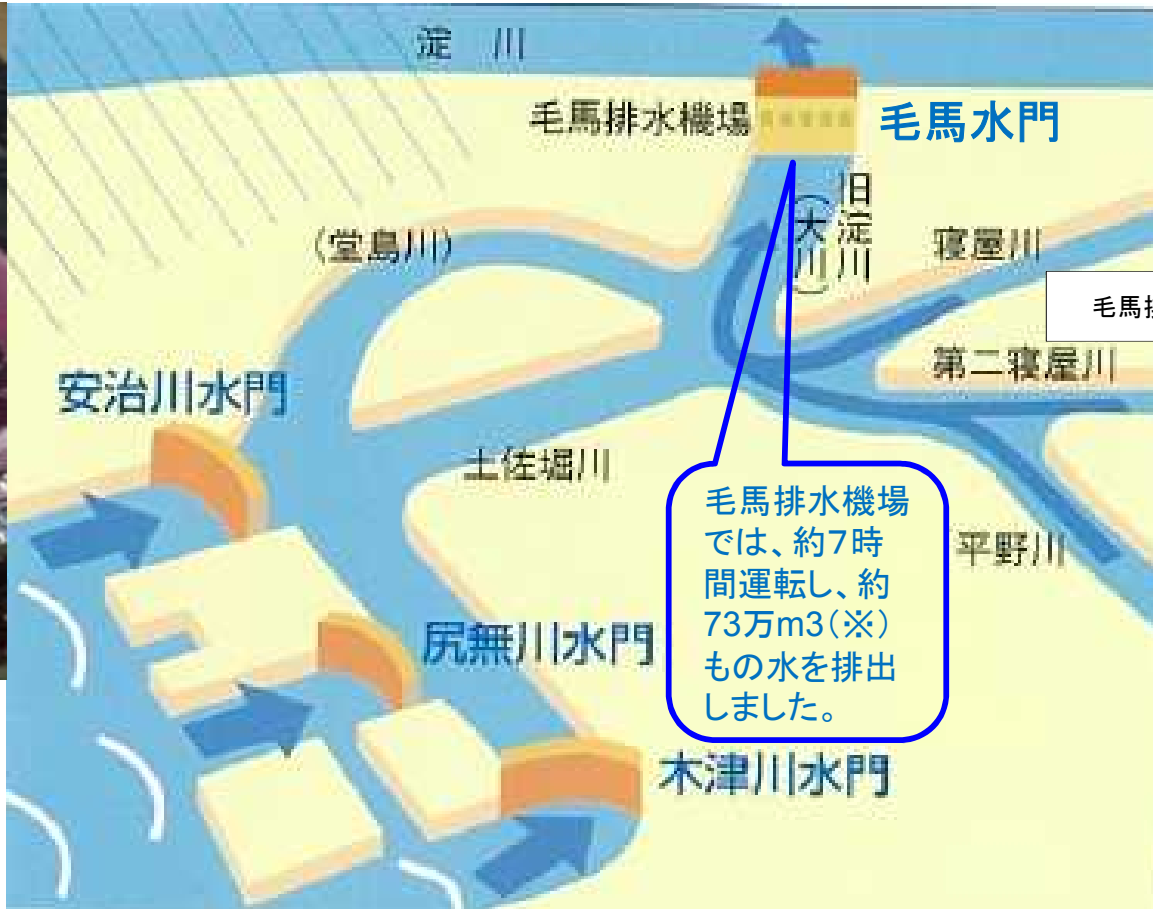 淀 川
毛馬排水機場
毛馬水門
旧淀川
(大川)
(堂島川)
寝屋川
毛馬排
第二寝屋川
安治川水門
土佐堀川
毛馬排水機場
では、約7時
間運転し、約
73万m3(※)
もの水を排出
しました。
平野川
尻無川水門
木津川水門